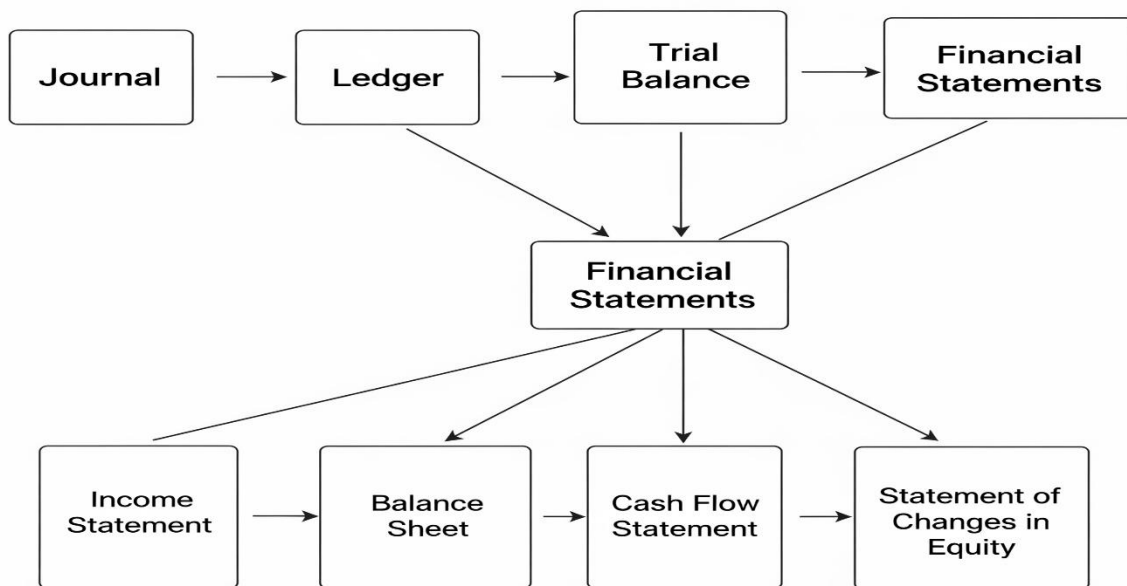 Journal
Ledger
Trial
Balance
Financial
Statements
Financial
Statements
Income
Statement
Balance
Sheet
Cash Flow
Statement
Statement of
Changes in
Equity